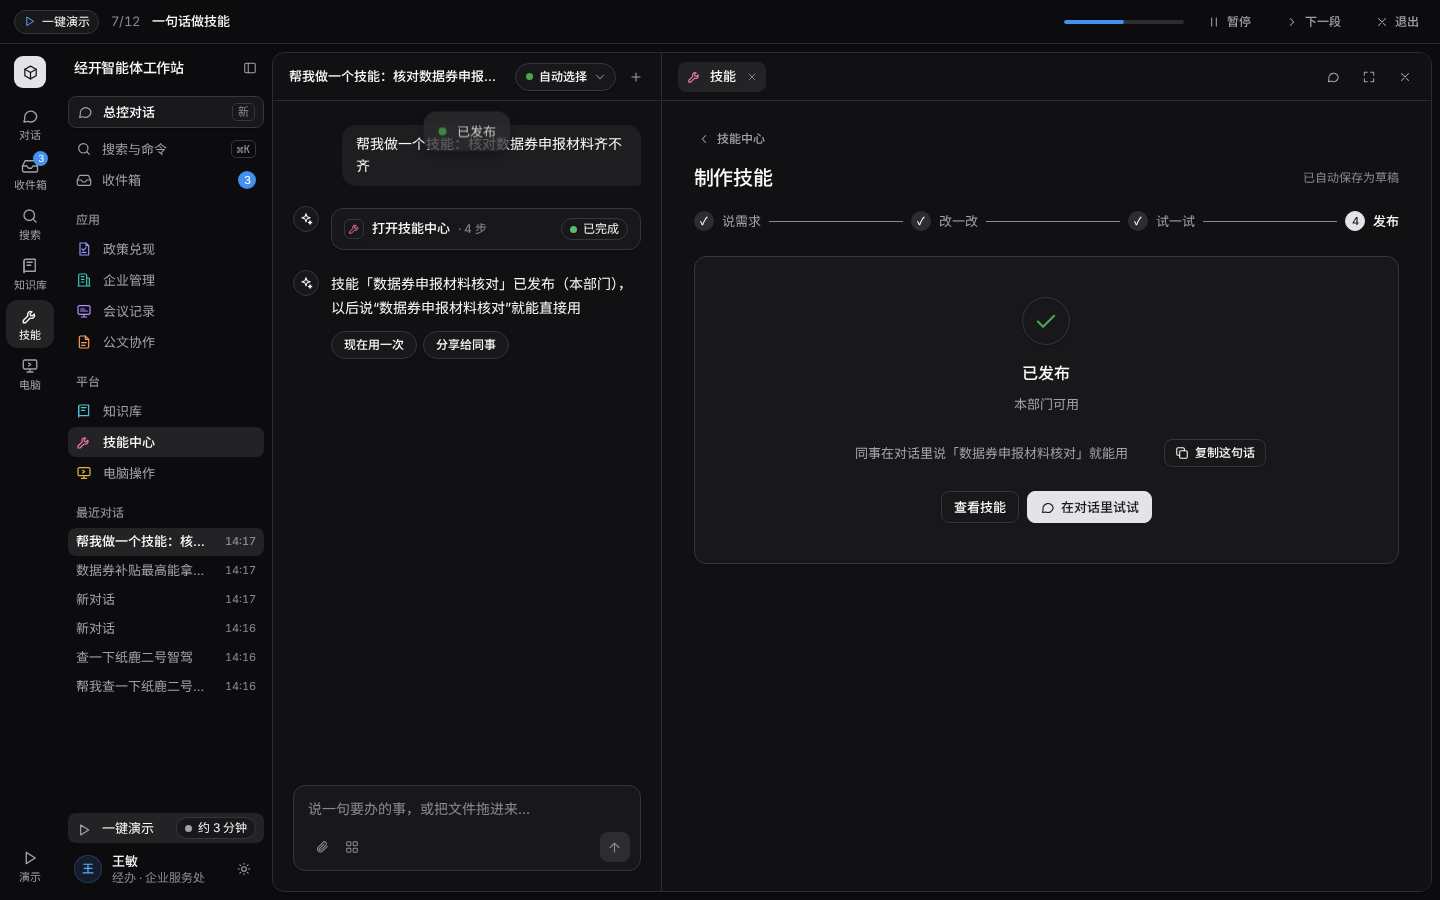 一键演示
7/12
一句话做技能
暂停
下一段
退出
对话
3
收件箱
搜索
知识库
技能
电脑
演示
经开智能体工作站
总控对话
新
搜索与命令
⌘K
收件箱
3
应用
政策兑现
企业管理
会议记录
公文协作
平台
知识库
技能中心
电脑操作
最近对话
帮我做一个技能：核...
14:17
数据券补贴最高能拿...
14:17
新对话
14:17
新对话
14:16
查一下纸鹿二号智驾
14:16
帮我查一下纸鹿二号...
14:16
一键演示
约 3 分钟
王
王敏
经办 · 企业服务处
帮我做一个技能：核对数据券申报...
自动选择
已发布
帮我做一个技能：核对数据券申报材料齐不
齐
打开技能中心 · 4 步
已完成
技能「数据券申报材料核对」已发布（本部门），
以后说“数据券申报材料核对”就能直接用
现在用一次
分享给同事
说一句要办的事，或把文件拖进来...
技能
技能中心
制作技能
已自动保存为草稿
✓ 说需求
✓ 改一改
✓ 试一试
4 发布
已发布
本部门可用
同事在对话里说「数据券申报材料核对」就能用
复制这句话
查看技能
在对话里试试